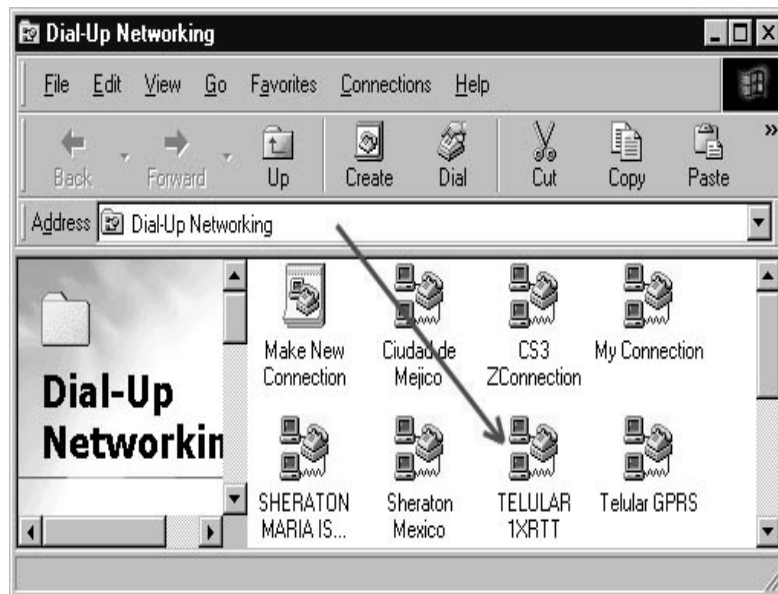 Dial-Up Networking
File Edit View Go Favorites Connections Help
Back Forward Up Create Dial Cut Copy Paste »
Address Dial-Up Networking
Make New
Connection
Ciudad de
Mejico
CS3
ZConnection
My Connection
Dial-Up
Networkin
SHERATON
MARIA IS...
Sheraton
Mexico
TELULAR
1XRTT
Telular GPRS